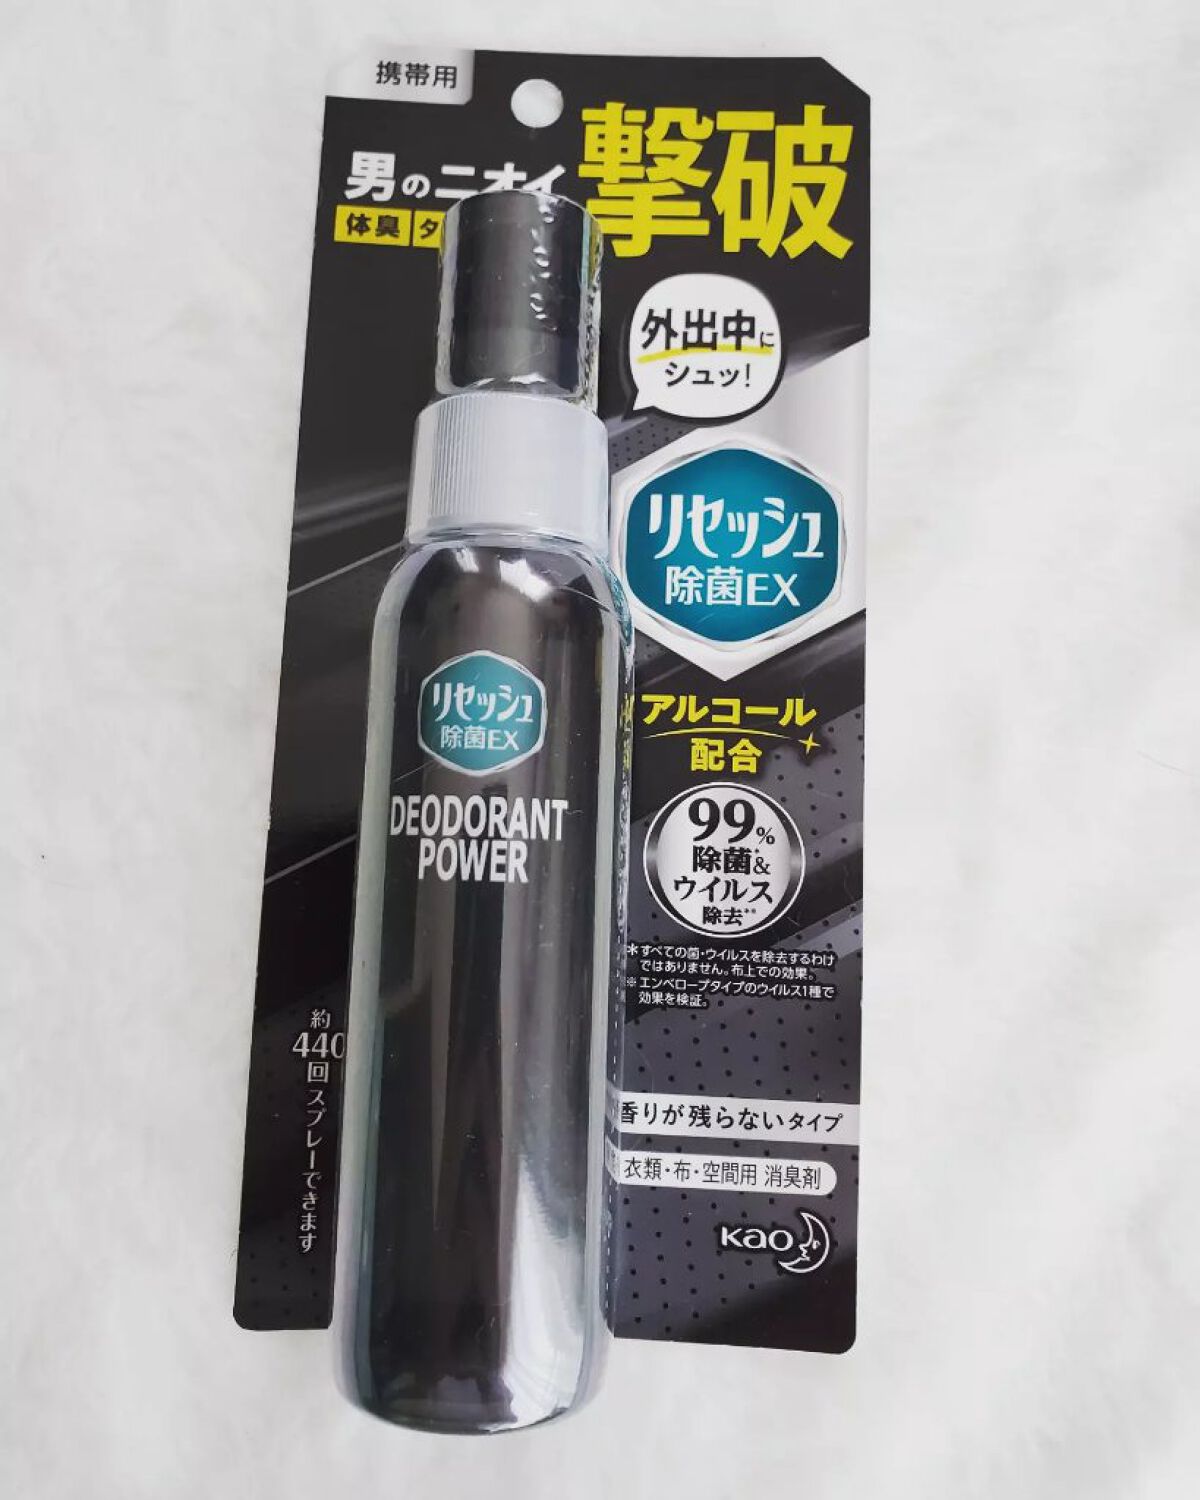 携帯用
男のニオイ
撃破
体臭
タ
外出中に
シュッ!
リセッシュ
除菌EX
リセッシュ
除菌EX
DEODORANT
POWER
アルコール
配合
99%
除菌*&
ウイルス
除去**
*すべての菌・ウイルスを除去するわけ
ではありません。布上での効果。
※エンベロープタイプのウイルス1種で
効果を検証。
約
440
回
スプレーできます
香りが残らないタイプ
衣類・布・空間用 消臭剤
Kao